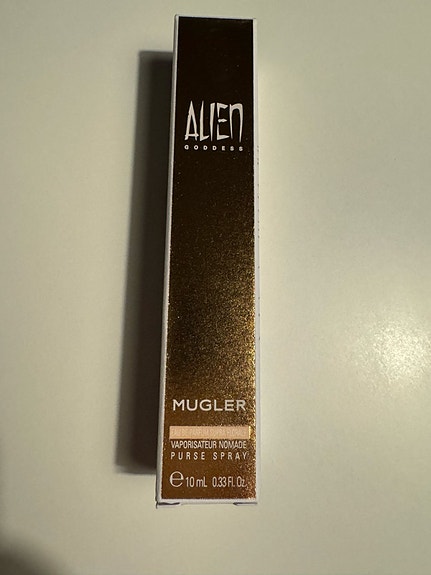 ALIEN
GODDESS
MUGLER
VAPORISATEUR NOMADE
PURSE SPRAY
℮ 10 mL 0.33 Fl. Oz.